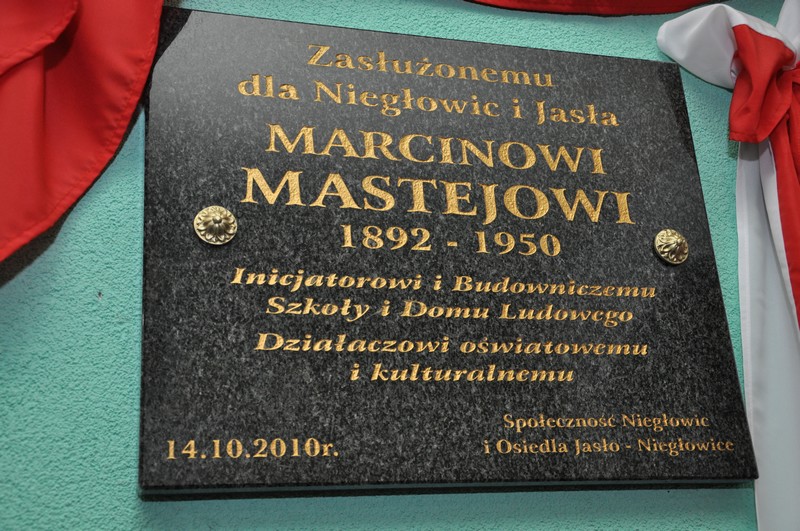 Zasłużonemu
dla Niegłowic i Jasła
MARCINOWI
MASTEJOWI
1892 - 1950
Inicjatorowi i Budowniczemu
Szkoły i Domu Ludowego
Działaczowi oświatowemu
i kulturalnemu
Społeczność Niegłowic
i Osiedla Jasło - Niegłowice
14.10.2010r.